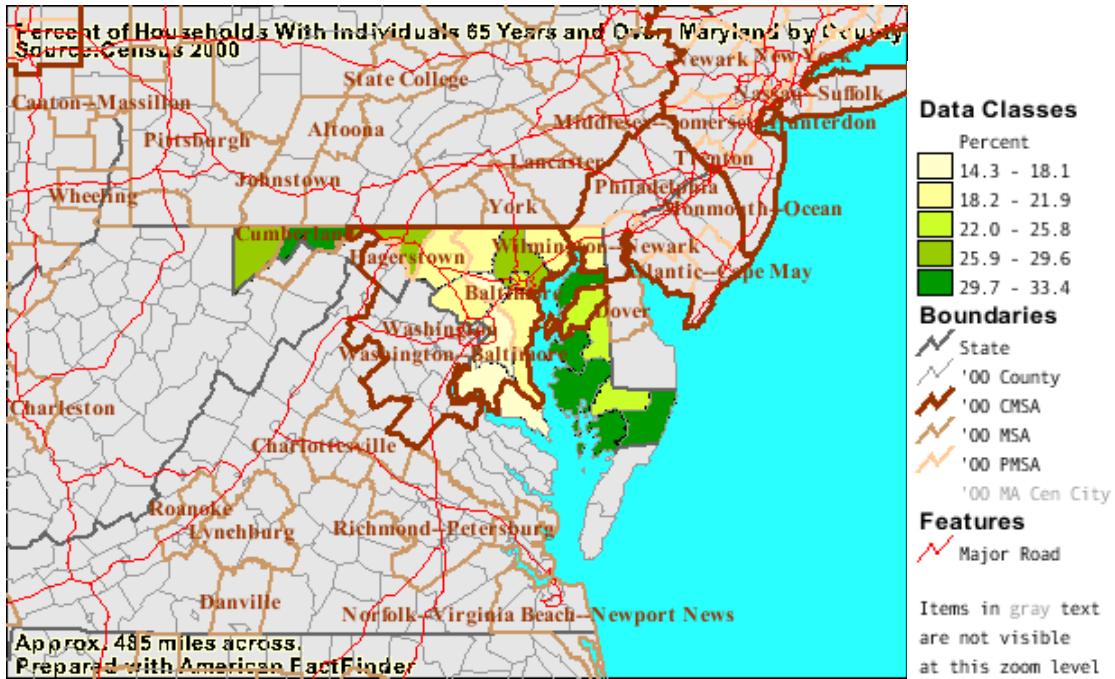 Percent of Households With Individuals 65 Years and Over, Maryland by County
Source:Census 2000
Newark New York
State College
Nassau--Suffolk
Canton--Massillon
Altoona
Middlesex--Somerset--Hunterdon
Pittsburgh
Lancaster
Trenton
Johnstown
Philadelphia
Wheeling
York
Monmouth--Ocean
Cumberland
Wilmington--Newark
Hagerstown
Atlantic--Cape May
Baltimore
Dover
Washington
Washington--Baltimore
Charleston
Charlottesville
Roanoke
Lynchburg
Richmond--Petersburg
Danville
Norfolk--Virginia Beach--Newport News
Approx. 485 miles across.
Prepared with American FactFinder
Data Classes
Percent
14.3 - 18.1
18.2 - 21.9
22.0 - 25.8
25.9 - 29.6
29.7 - 33.4
Boundaries
State
'00 County
'00 CMSA
'00 MSA
'00 PMSA
'00 MA Cen City
Features
Major Road
Items in gray text
are not visible
at this zoom level